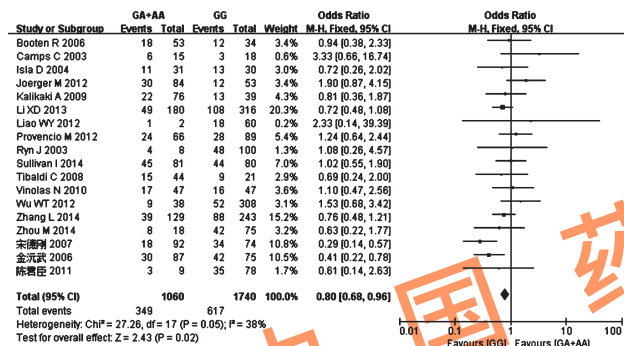 GA+AA GG Odds Ratio Odds Ratio
Study or Subgroup Events Total Events Total Weight M-H, Fixed, 95% CI M-H, Fixed, 95% CI
Booten R 2006 18 53 12 34 3.4% 0.94 [0.38, 2.33]
Camps C 2003 6 15 3 18 0.6% 3.33 [0.66, 16.74]
Isla D 2004 11 31 13 30 3.4% 0.72 [0.26, 2.02]
Joerger M 2012 30 84 12 53 3.7% 1.90 [0.87, 4.15]
Kalikaki A 2009 22 76 13 39 4.9% 0.81 [0.36, 1.87]
Li XD 2013 49 180 108 316 20.3% 0.72 [0.48, 1.08]
Liao WY 2012 1 2 18 60 0.2% 2.33 [0.14, 39.39]
Provencio M 2012 24 66 28 89 6.0% 1.24 [0.64, 2.44]
Ryn J 2003 4 8 48 100 1.4% 1.08 [0.26, 4.57]
Sullivan I 2014 45 81 44 80 7.8% 1.02 [0.55, 1.90]
Tibaldi C 2008 15 44 9 21 3.2% 0.69 [0.24, 2.00]
Vinolas N 2010 17 47 16 47 4.1% 1.10 [0.47, 2.56]
Wu WT 2012 9 38 52 308 3.4% 1.53 [0.68, 3.42]
Zhang L 2014 39 129 88 243 16.8% 0.76 [0.48, 1.21]
Zhou M 2014 8 18 42 75 3.5% 0.63 [0.22, 1.77]
宋德刚 2007 18 92 34 74 12.1% 0.29 [0.14, 0.57]
金沅武 2006 30 87 42 75 11.9% 0.41 [0.22, 0.78]
陈君臣 2011 3 9 35 78 2.0% 0.61 [0.14, 2.63]
Total (95% CI) 1060 1740 100.0% 0.80 [0.68, 0.96]
Total events 349 617
Heterogeneity: Chi² = 27.26, df = 17 (P = 0.05); I² = 38%
Test for overall effect: Z = 2.43 (P = 0.02)
0.01 0.1 1 10 100
Favours [GG] Favours [GA+AA]
国 药